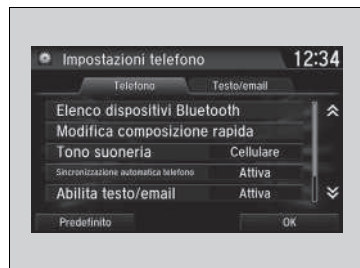 Impostazioni telefono 12:34
Telefono Testo/email
Elenco dispositivi Bluetooth
Modifica composizione rapida
Tono suoneria Cellulare
Sincronizzazione automatica telefono Attiva
Abilita testo/email Attiva
Predefinito OK